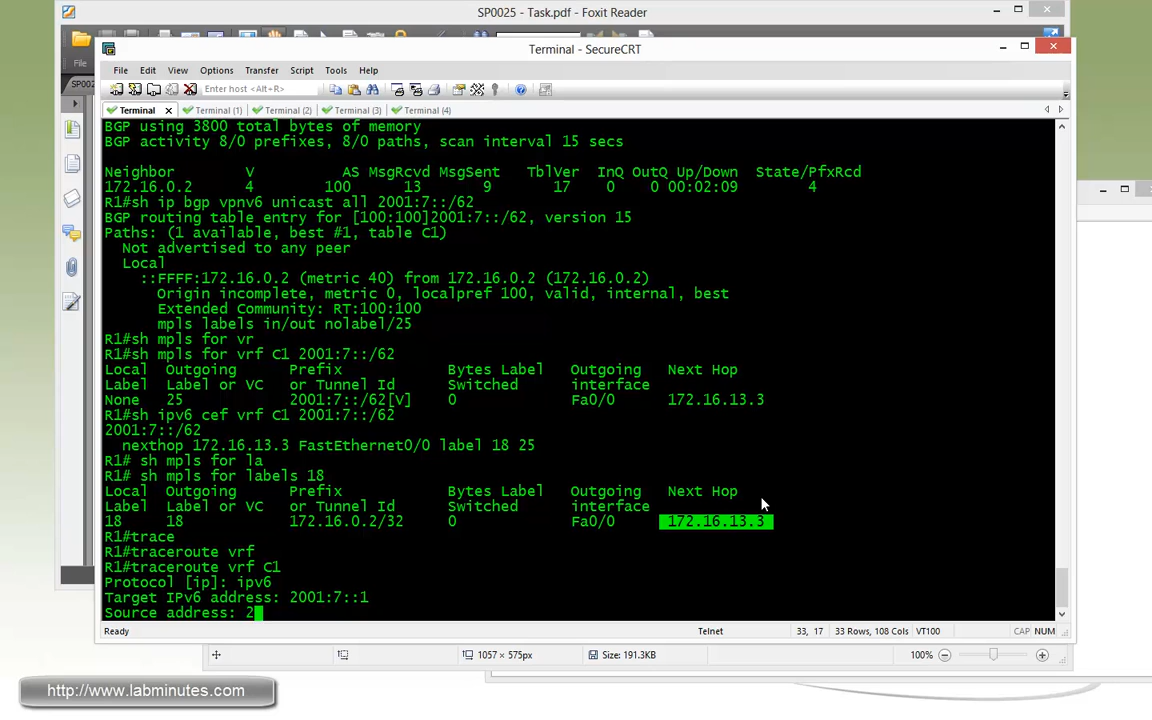 SP0025 - Task.pdf - Foxit Reader
File
SP002
Terminal - SecureCRT
File Edit View Options Transfer Script Tools Help
Enter host <Alt+R>
Terminal Terminal (1) Terminal (2) Terminal (3) Terminal (4)
BGP using 3800 total bytes of memory
BGP activity 8/0 prefixes, 8/0 paths, scan interval 15 secs
Neighbor V AS MsgRcvd MsgSent TblVer InQ OutQ Up/Down State/PfxRcd
172.16.0.2 4 100 13 9 17 0 0 00:02:09 4
R1#sh ip bgp vpnv6 unicast all 2001:7::/62
BGP routing table entry for [100:100]2001:7::/62, version 15
Paths: (1 available, best #1, table C1)
Not advertised to any peer
Local
::FFFF:172.16.0.2 (metric 40) from 172.16.0.2 (172.16.0.2)
Origin incomplete, metric 0, localpref 100, valid, internal, best
Extended Community: RT:100:100
mpls labels in/out nolabel/25
R1#sh mpls for vr
R1#sh mpls for vrf C1 2001:7::/62
Local Outgoing Prefix Bytes Label Outgoing Next Hop
Label Label or VC or Tunnel Id Switched interface
None 25 2001:7::/62[V] 0 Fa0/0 172.16.13.3
R1#sh ipv6 cef vrf C1 2001:7::/62
2001:7::/62
nexthop 172.16.13.3 FastEthernet0/0 label 18 25
R1# sh mpls for la
R1# sh mpls for labels 18
Local Outgoing Prefix Bytes Label Outgoing Next Hop
Label Label or VC or Tunnel Id Switched interface
18 18 172.16.0.2/32 0 Fa0/0 172.16.13.3
R1#trace
R1#traceroute vrf
R1#traceroute vrf C1
Protocol [ip]: ipv6
Target IPv6 address: 2001:7::1
Source address: 2
Ready Telnet 33, 17 33 Rows, 108 Cols VT100 CAP NUM
1057 × 575px Size: 191.3KB 100%
http://www.labminutes.com